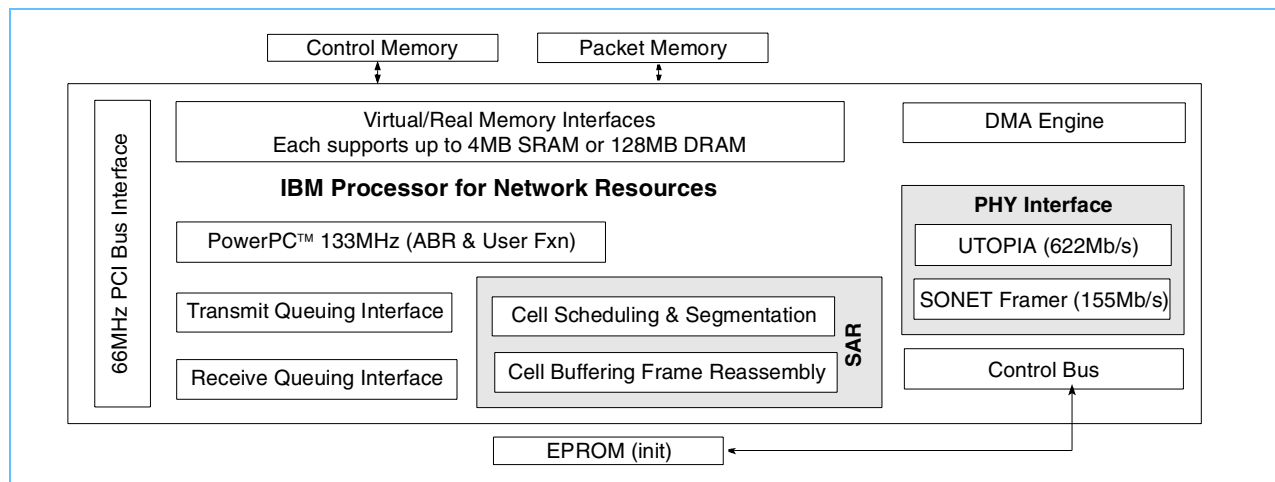 Control Memory
Packet Memory
66MHz PCI Bus Interface
Virtual/Real Memory Interfaces
Each supports up to 4MB SRAM or 128MB DRAM
DMA Engine
IBM Processor for Network Resources
PHY Interface
PowerPC™ 133MHz (ABR & User Fxn)
UTOPIA (622Mb/s)
SONET Framer (155Mb/s)
Transmit Queuing Interface
Cell Scheduling & Segmentation
SAR
Receive Queuing Interface
Cell Buffering Frame Reassembly
Control Bus
EPROM (init)